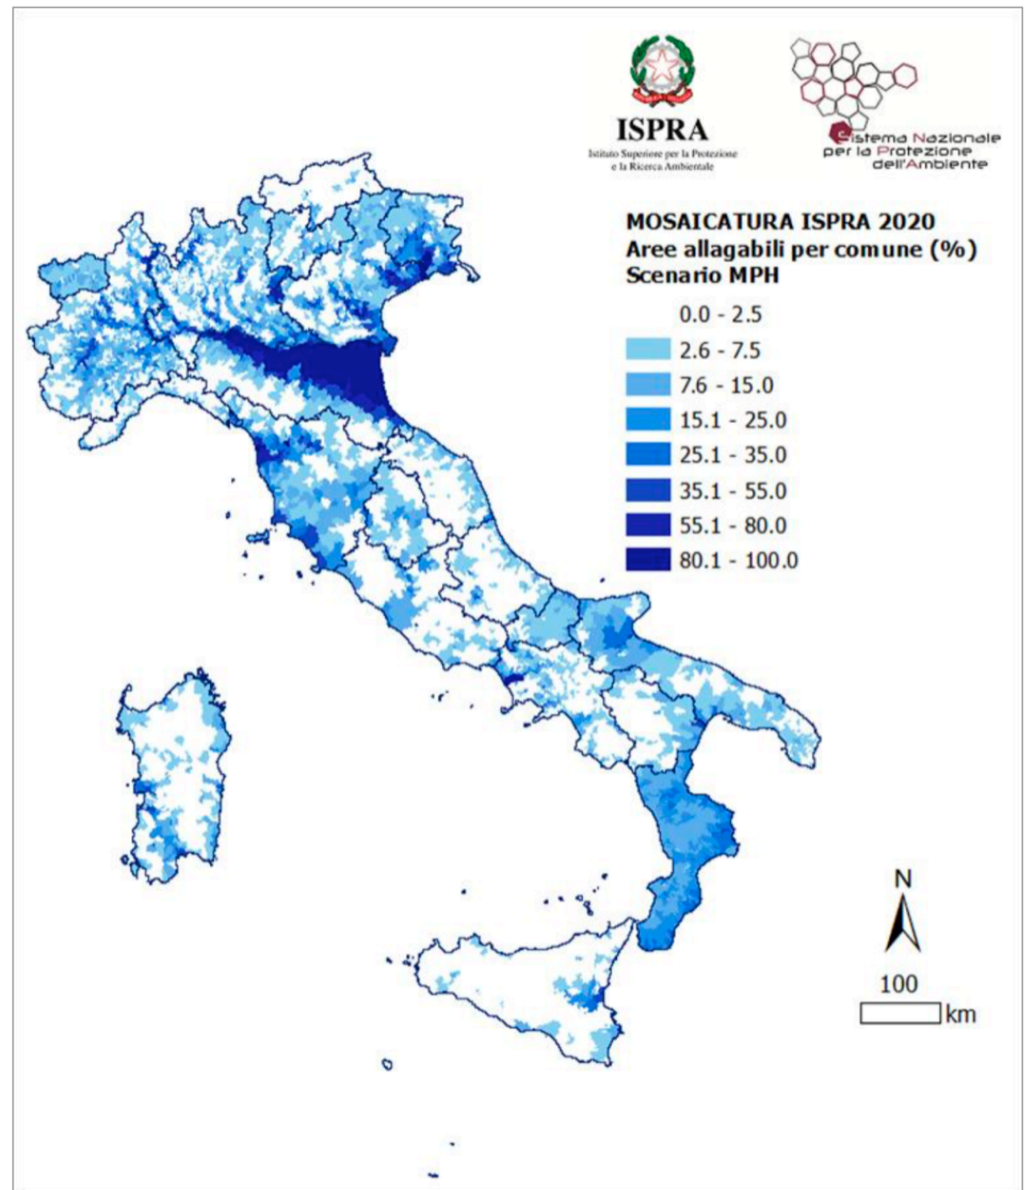 ISPRA
Istituto Superiore per la Protezione
e la Ricerca Ambientale
Sistema Nazionale
per la Protezione
dell'Ambiente
MOSAICATURA ISPRA 2020
Aree allagabili per comune (%)
Scenario MPH
0.0 - 2.5
2.6 - 7.5
7.6 - 15.0
15.1 - 25.0
25.1 - 35.0
35.1 - 55.0
55.1 - 80.0
80.1 - 100.0
N
100
km